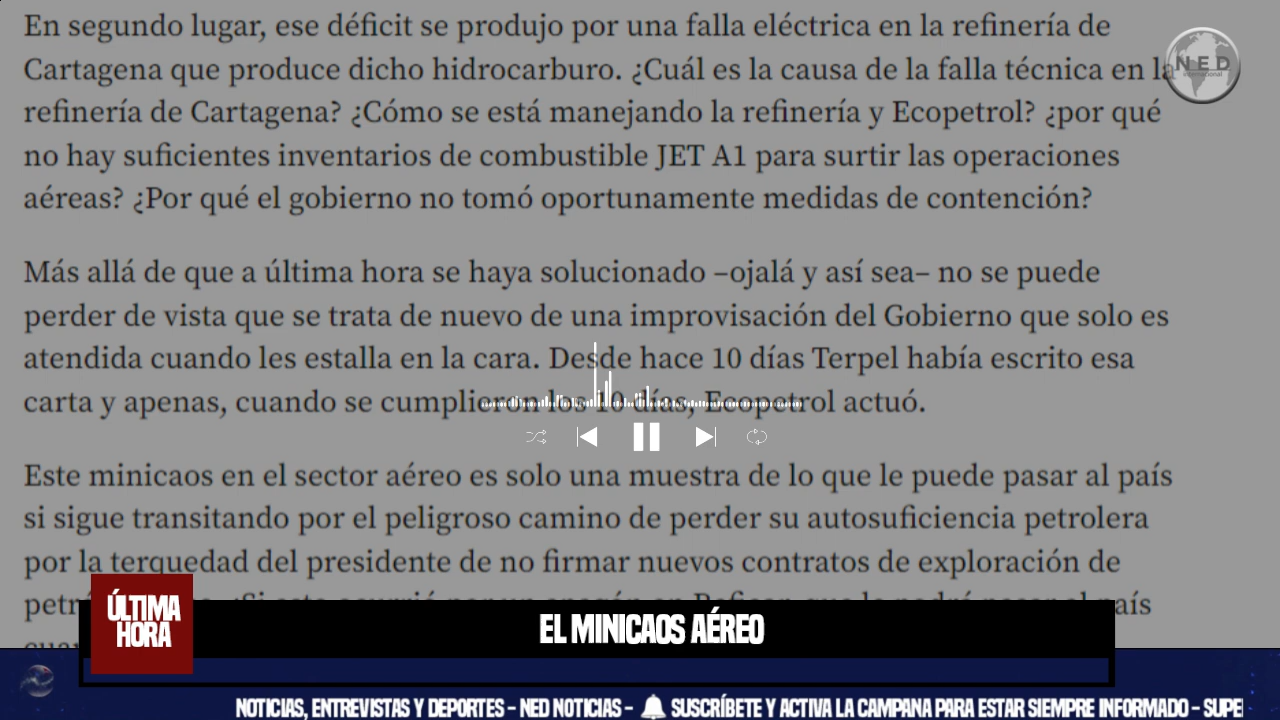 En segundo lugar, ese déficit se produjo por una falla eléctrica en la refinería de
Cartagena que produce dicho hidrocarburo. ¿Cuál es la causa de la falla técnica en la
refinería de Cartagena? ¿Cómo se está manejando la refinería y Ecopetrol? ¿por qué
no hay suficientes inventarios de combustible JET A1 para surtir las operaciones
aéreas? ¿Por qué el gobierno no tomó oportunamente medidas de contención?
NED
internacional
Más allá de que a última hora se haya solucionado –ojalá y así sea– no se puede
perder de vista que se trata de nuevo de una improvisación del Gobierno que solo es
atendida cuando les estalla en la cara. Desde hace 10 días Terpel había escrito esa
carta y apenas, cuando se cumplieron los 10 días, Ecopetrol actuó.
Este minicaos en el sector aéreo es solo una muestra de lo que le puede pasar al país
si sigue transitando por el peligroso camino de perder su autosuficiencia petrolera
por la terquedad del presidente de no firmar nuevos contratos de exploración de
ÚLTIMA
HORA
EL MINICAOS AÉREO
NOTICIAS, ENTREVISTAS Y DEPORTES – NED NOTICIAS – SUSCRÍBETE Y ACTIVA LA CAMPANA PARA ESTAR SIEMPRE INFORMADO – SUPE